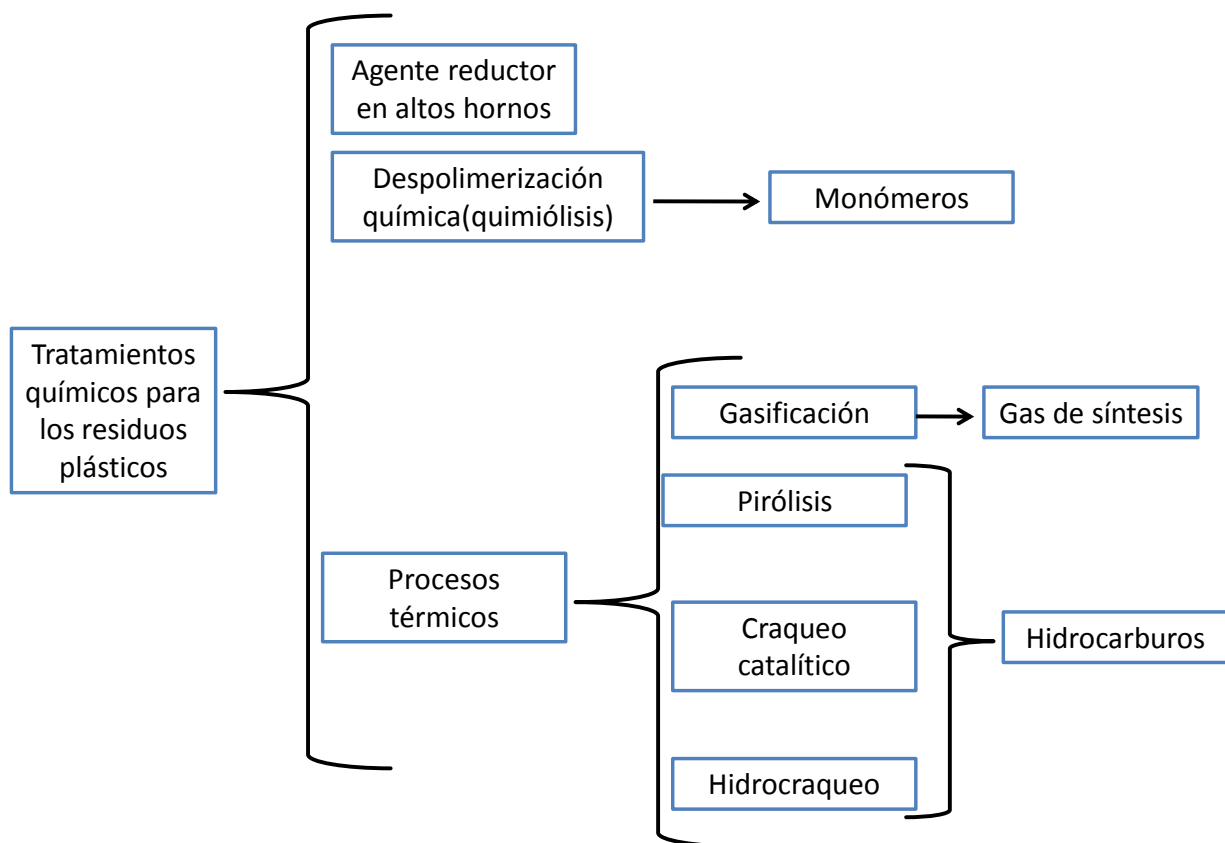 Agente reductor
en altos hornos
Despolimerización
química(quimiólisis)
Monómeros
Tratamientos
químicos para
los residuos
plásticos
Gasificación
Gas de síntesis
Pirólisis
Procesos
térmicos
Craqueo
catalítico
Hidrocarburos
Hidrocraqueo